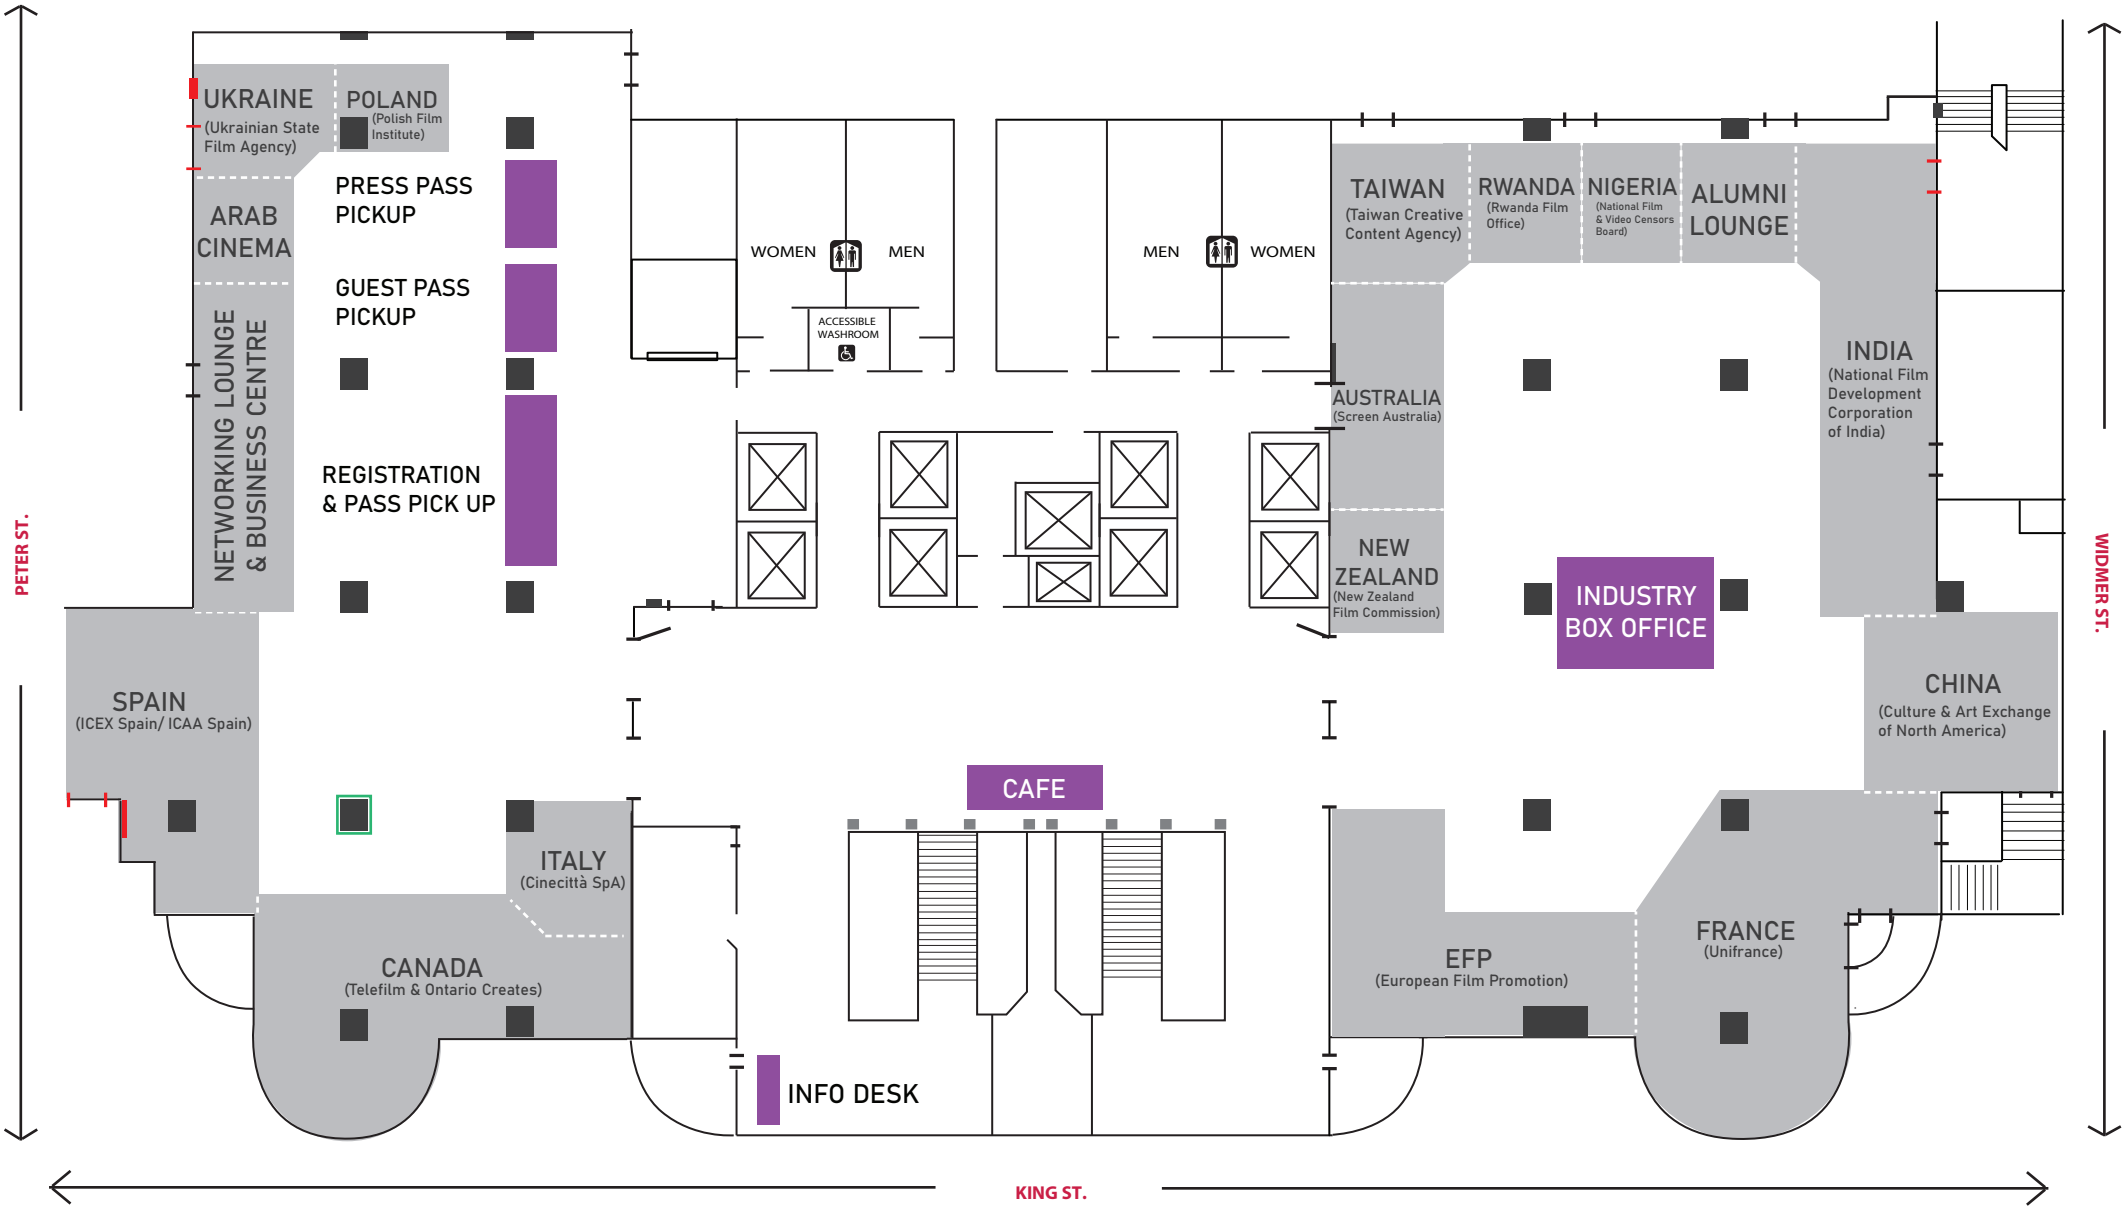 UKRAINE
(Ukrainian State
Film Agency)
POLAND
(Polish Film
Institute)
PRESS PASS
PICKUP
ARAB
CINEMA
GUEST PASS
PICKUP
NETWORKING LOUNGE
& BUSINESS CENTRE
REGISTRATION
& PASS PICK UP
SPAIN
(ICEX Spain/ ICAA Spain)
ITALY
(Cinecittà SpA)
CANADA
(Telefilm & Ontario Creates)
WOMEN
MEN
ACCESSIBLE
WASHROOM
MEN
WOMEN
CAFE
INFO DESK
TAIWAN
(Taiwan Creative
Content Agency)
RWANDA
(Rwanda Film
Office)
NIGERIA
(National Film
& Video Censors
Board)
ALUMNI
LOUNGE
AUSTRALIA
(Screen Australia)
INDIA
(National Film
Development
Corporation
of India)
NEW
ZEALAND
(New Zealand
Film Commission)
INDUSTRY
BOX OFFICE
CHINA
(Culture & Art Exchange
of North America)
EFP
(European Film Promotion)
FRANCE
(Unifrance)
PETER ST.
WIDMER ST.
KING ST.